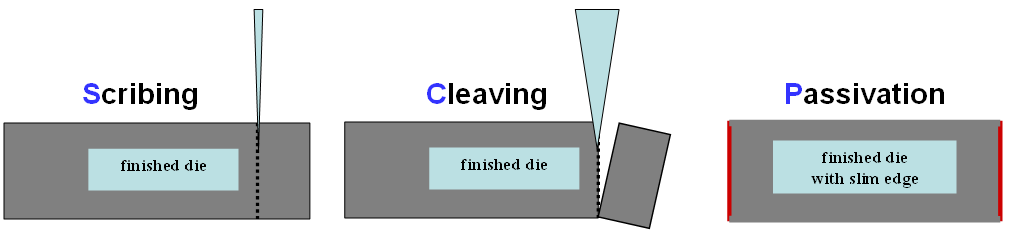 Scribing
Cleaving
Passivation
finished die
finished die
finished die
with slim edge